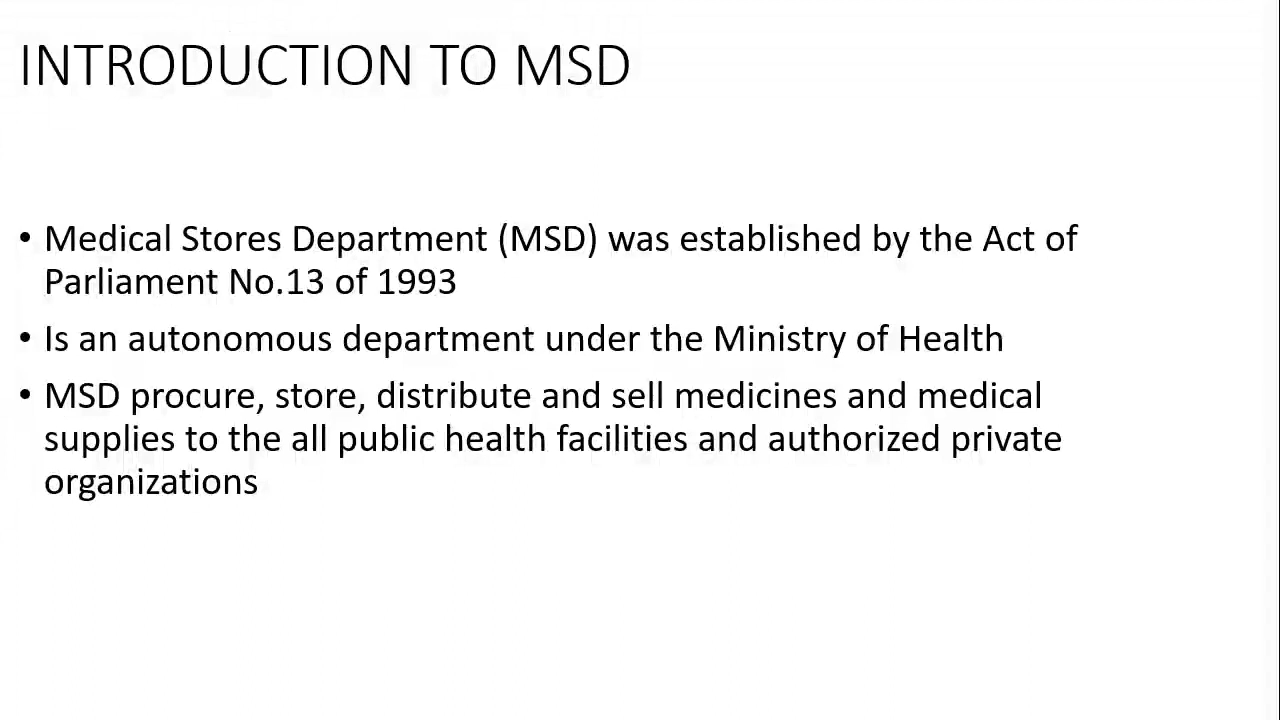 INTRODUCTION TO MSD
• Medical Stores Department (MSD) was established by the Act of
Parliament No.13 of 1993
• Is an autonomous department under the Ministry of Health
• MSD procure, store, distribute and sell medicines and medical
supplies to the all public health facilities and authorized private
organizations